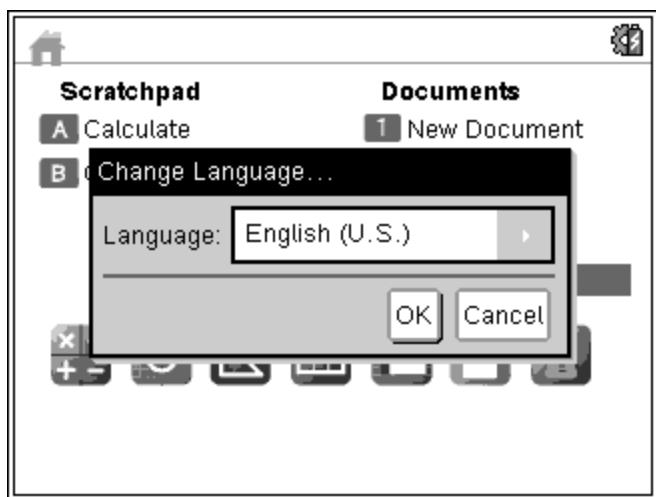 Scratchpad
Documents
A Calculate
1 New Document
B
Change Language...
Language: English (U.S.)
OK Cancel